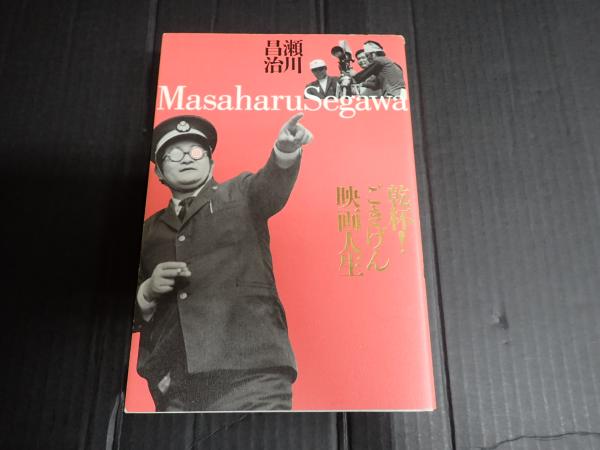 瀬川
昌治
MasaharuSegawa
乾杯!
ごきげん
映画人生